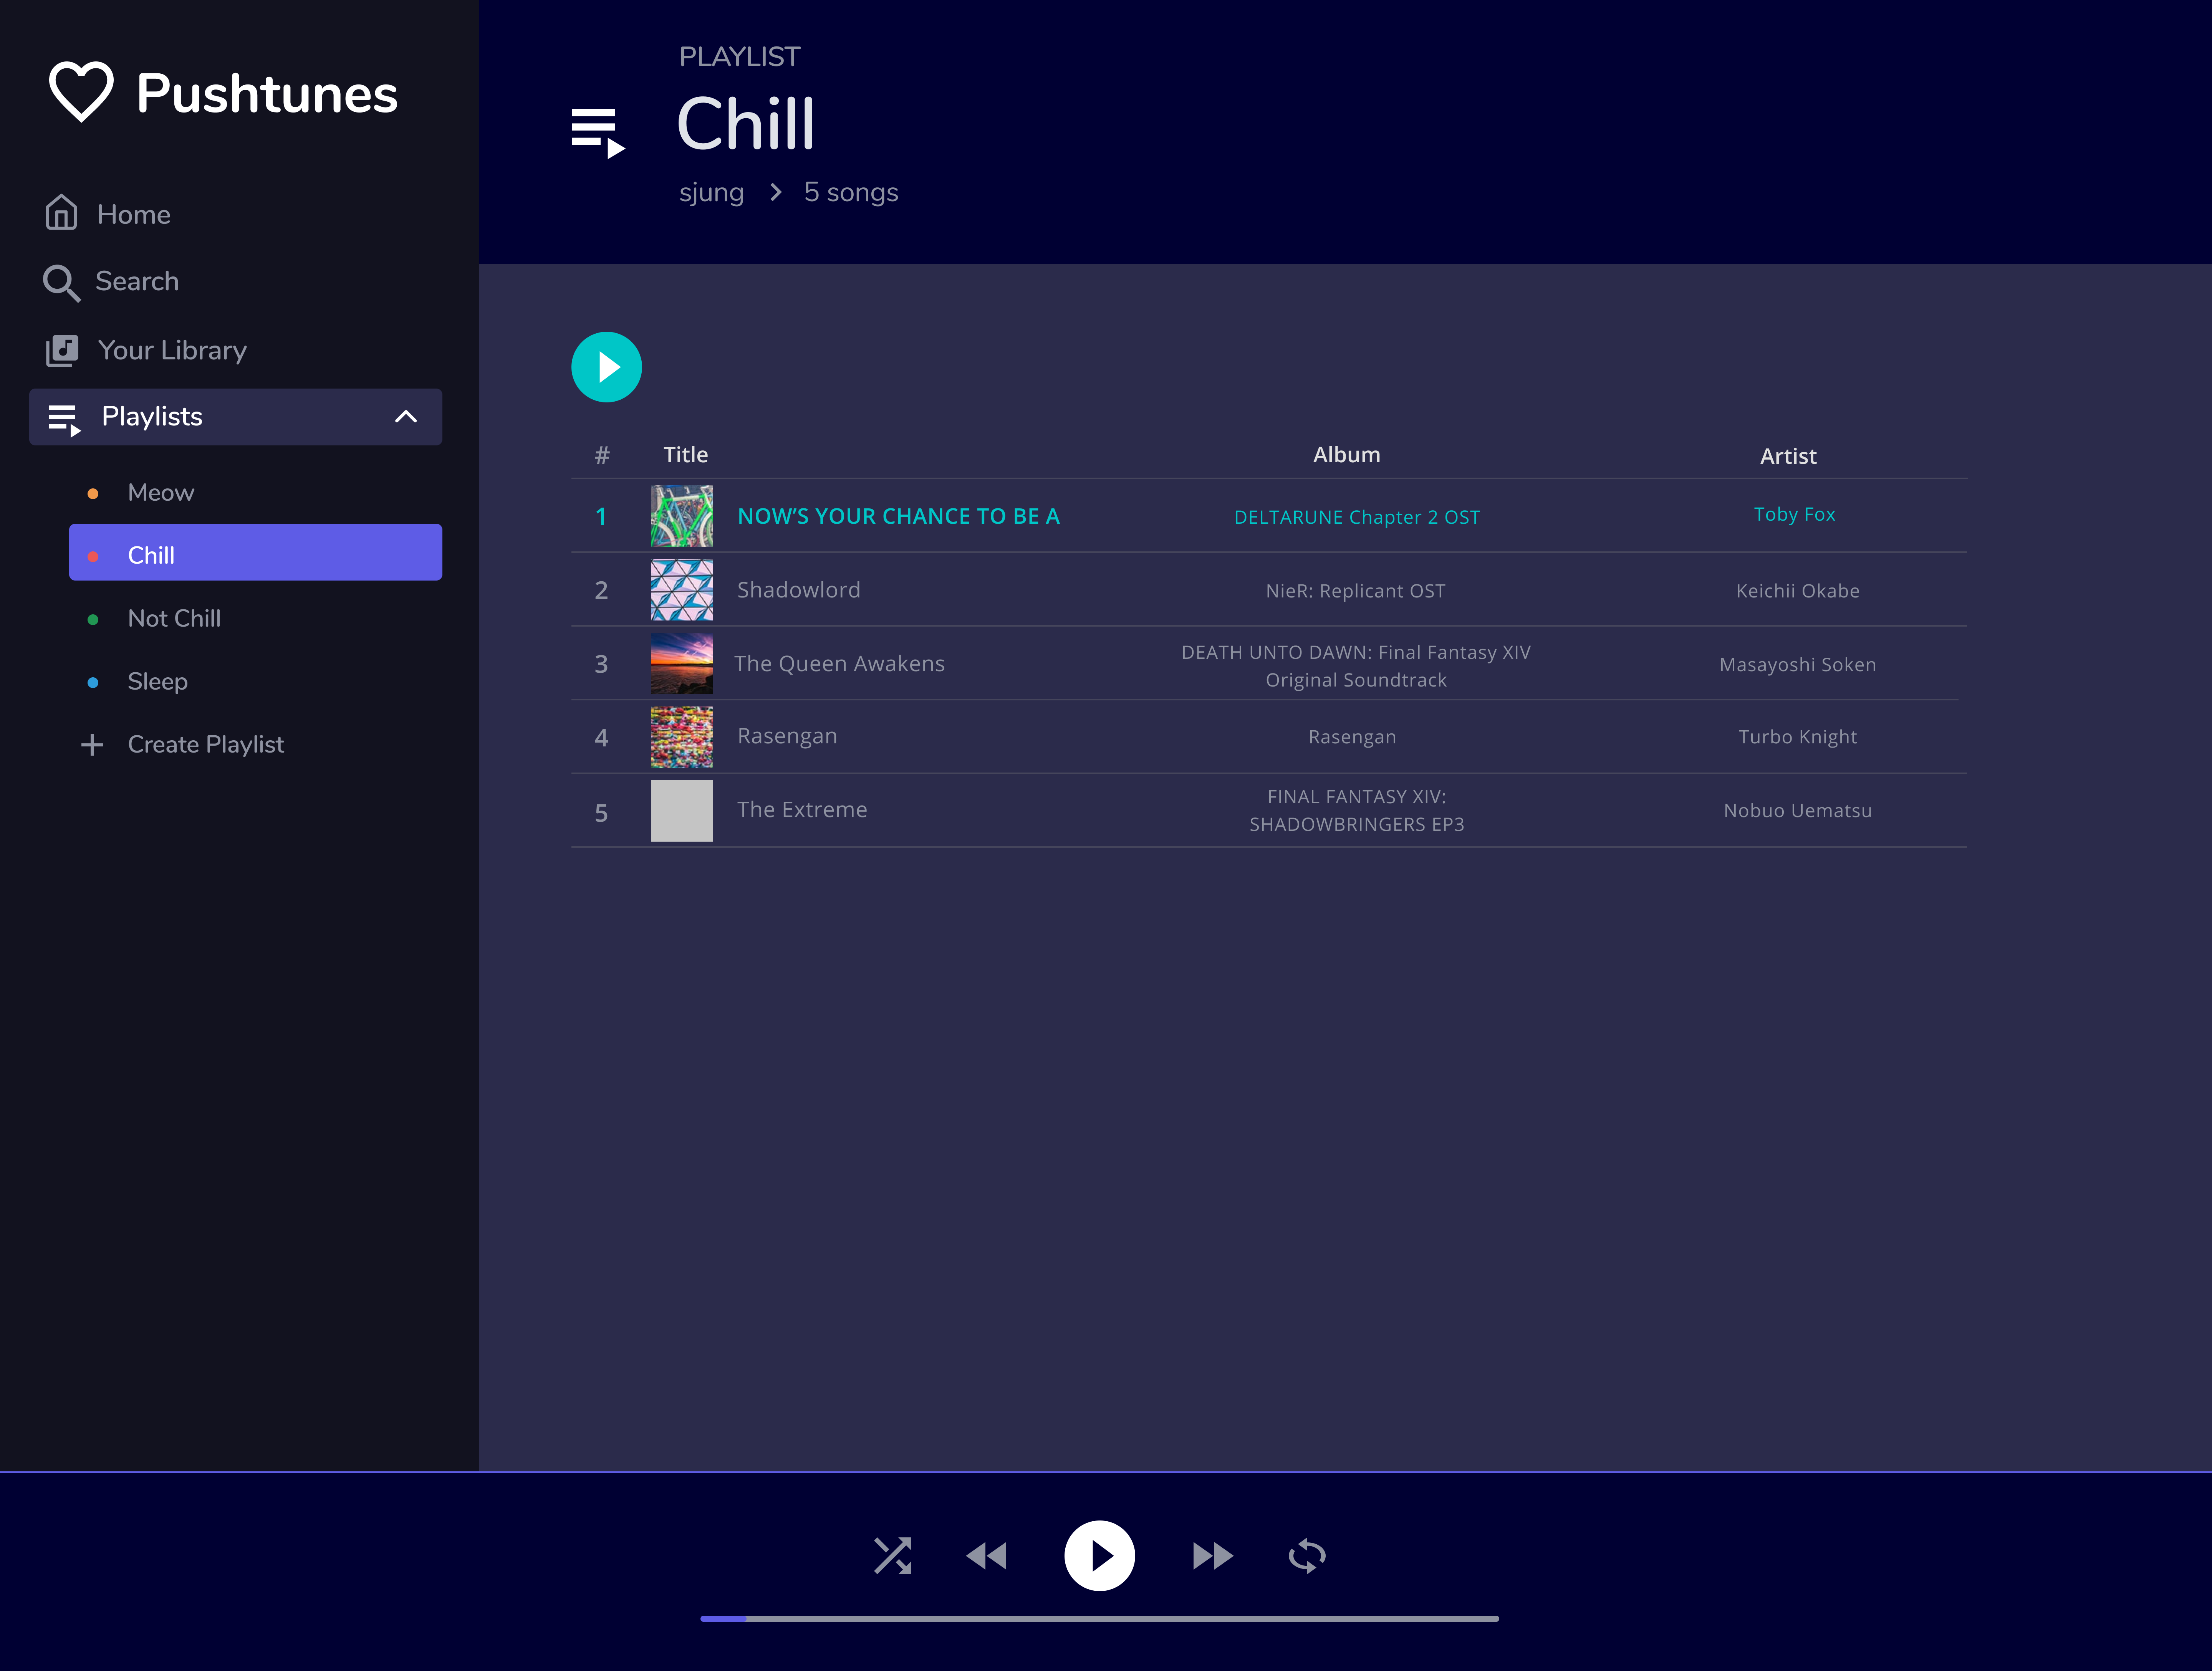 Pushtunes
Home
Search
Your Library
Playlists
Meow
Chill
Not Chill
Sleep
Create Playlist
PLAYLIST
Chill
sjung > 5 songs
# Title Album Artist
1 NOW’S YOUR CHANCE TO BE A DELTARUNE Chapter 2 OST Toby Fox
2 Shadowlord NieR: Replicant OST Keichii Okabe
3 The Queen Awakens DEATH UNTO DAWN: Final Fantasy XIV
Original Soundtrack Masayoshi Soken
4 Rasengan Rasengan Turbo Knight
5 The Extreme FINAL FANTASY XIV:
SHADOWBRINGERS EP3 Nobuo Uematsu